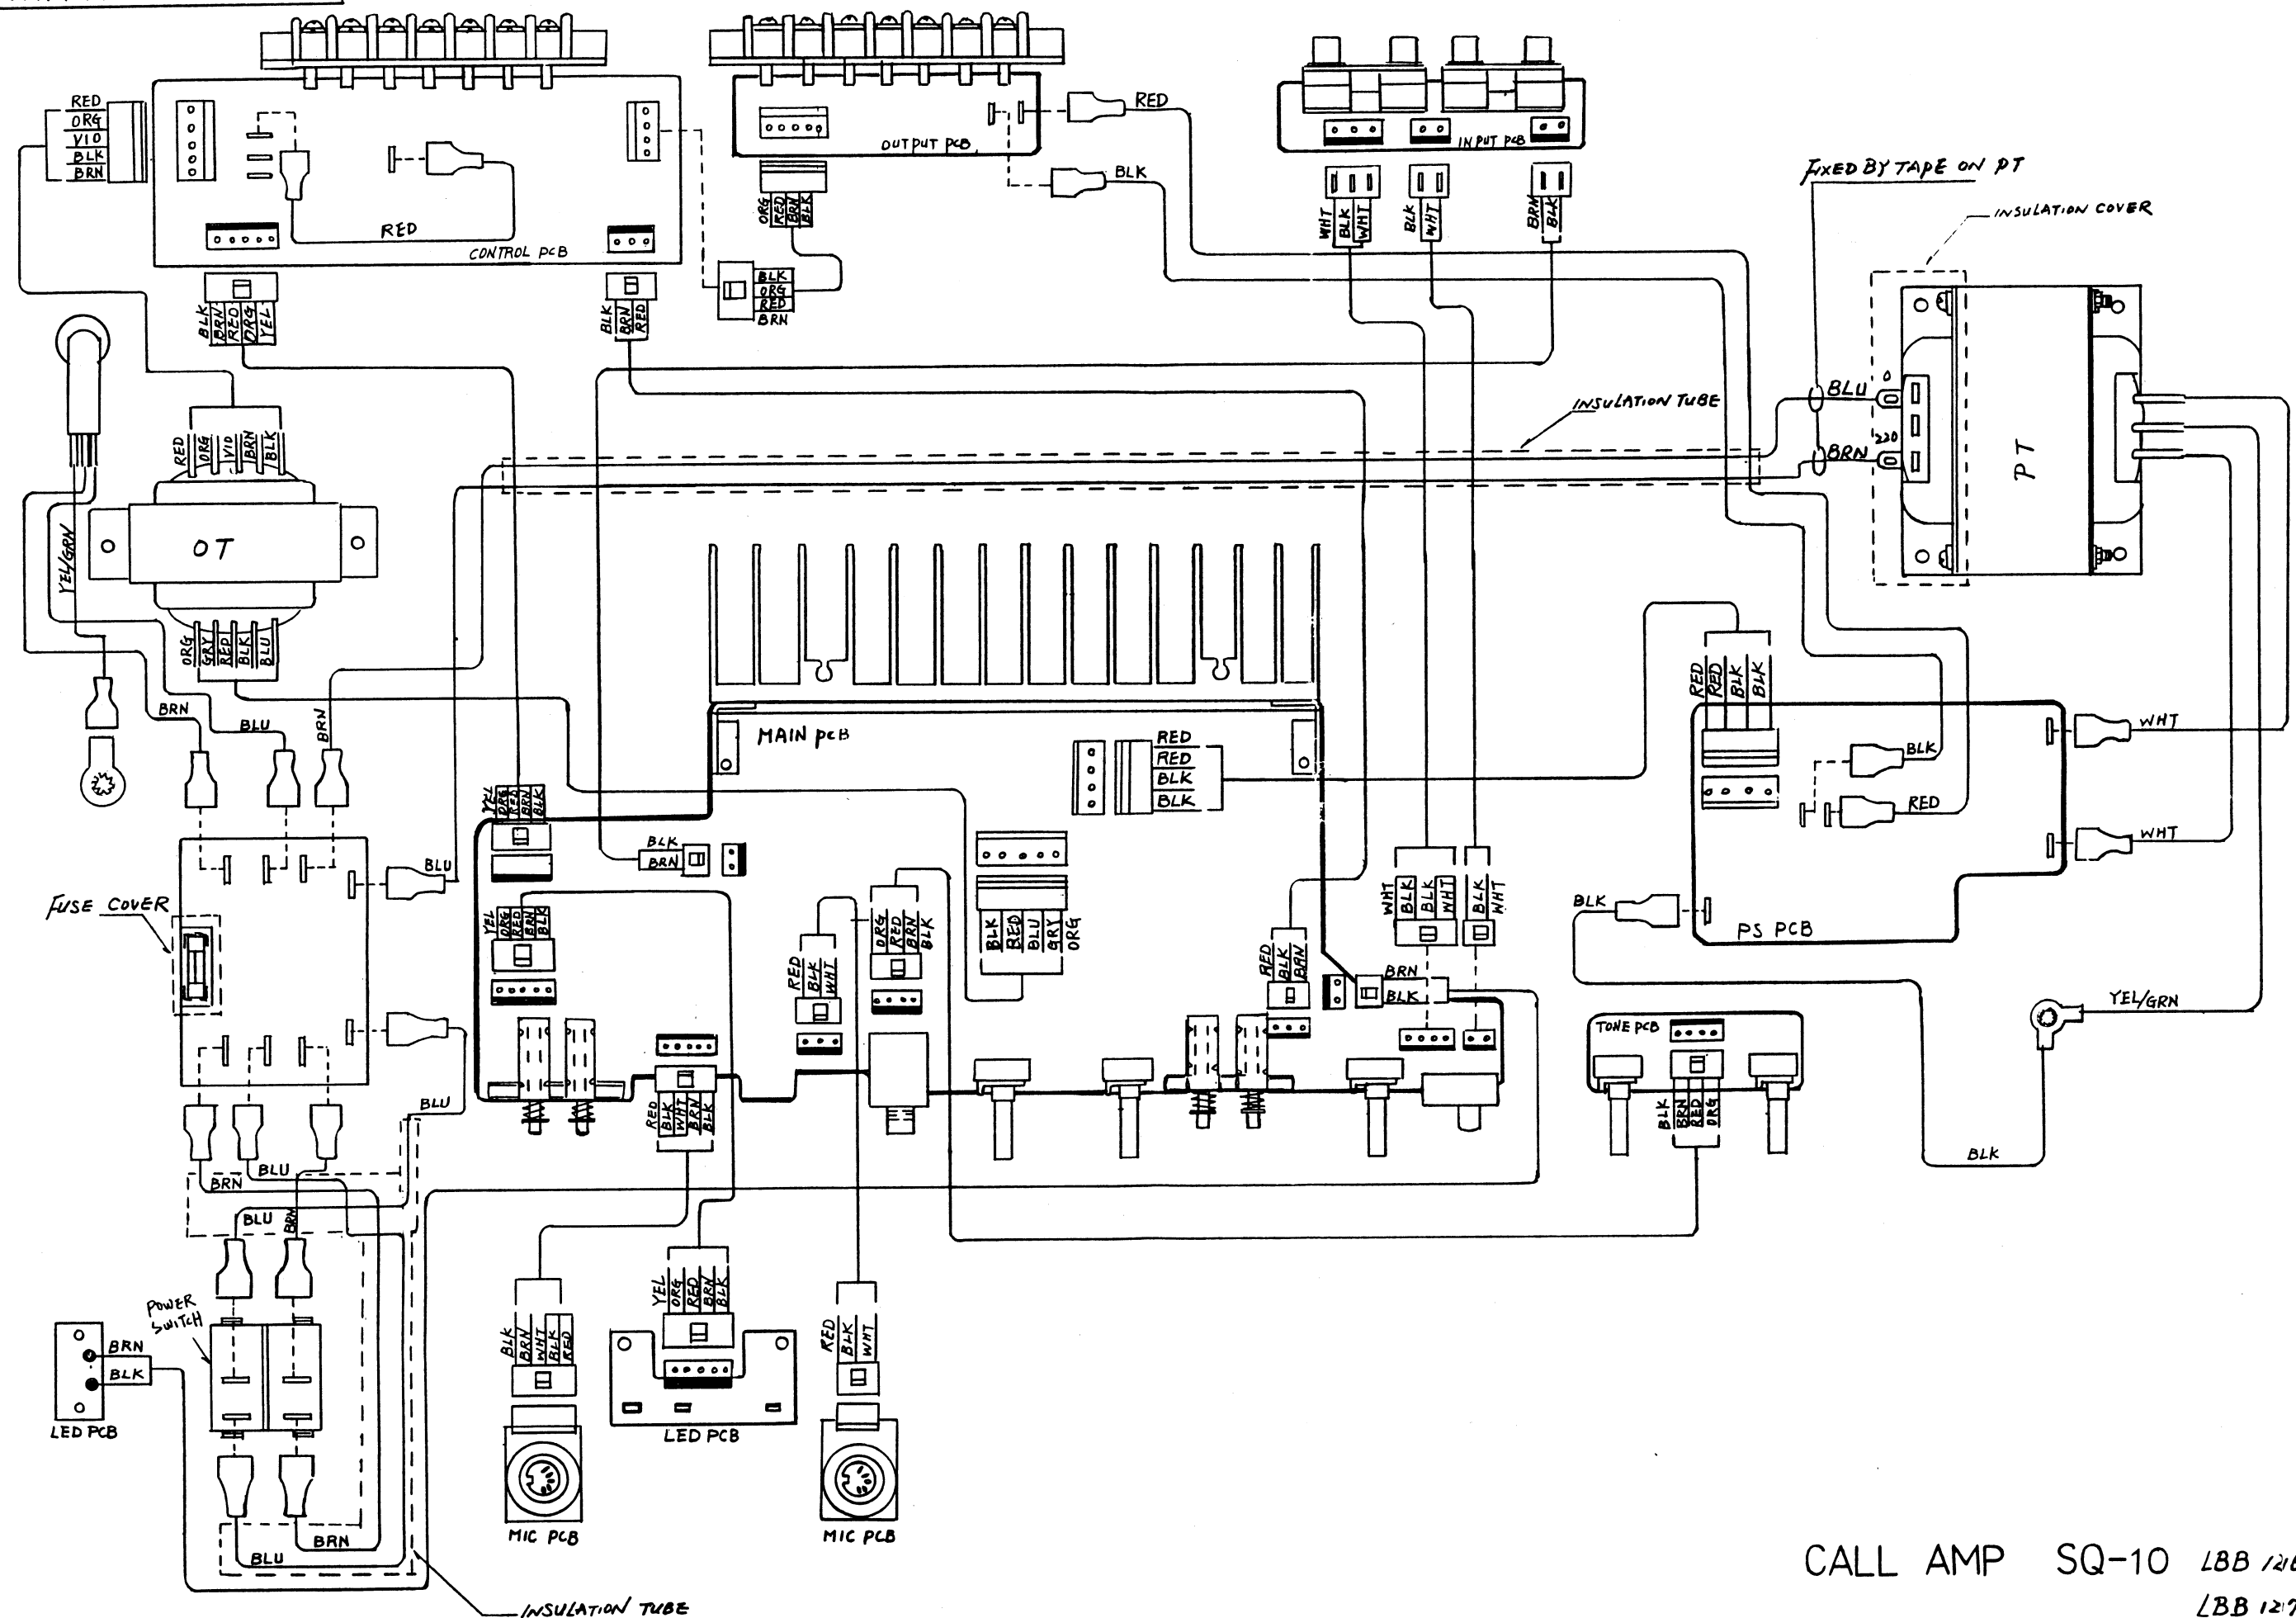 RED
ORG
VIO
BLK
BRN
RED
CONTROL PCB
BLK
BRN
RED
ORG
YEL
BLK
BRN
RED
OUTPUT PCB
ORG
RED
BRN
BLK
BLK
ORG
RED
BRN
RED
BLK
INPUT PCB
WHT
BLK
WHT
BLK
WHT
BRN
BLK
FIXED BY TAPE ON PT
INSULATION COVER
INSULATION TUBE
BLU
0
BRN
220
PT
RED
ORG
VIO
BRN
BLK
OT
YEL/GRN
ORG
GRY
RED
BLK
BLU
BRN
BLU
BRN
BLU
FUSE COVER
MAIN PCB
RED
RED
BLK
BLK
YEL
ORG
RED
BRN
BLK
BLK
BRN
YEL
ORG
RED
BRN
BLK
RED
BLK
WHT
ORG
RED
BRN
BLK
BLK
RED
BLU
GRY
ORG
RED
BLK
BRN
BRN
BLK
WHT
BLK
BLK
WHT
BLK
WHT
RED
RED
BLK
BLK
BLK
RED
WHT
WHT
BLK
PS PCB
YEL/GRN
BLK
TONE PCB
BLK
BRN
RED
ORG
RED
BLK
WHT
BRN
BLK
BLU
BLU
BRN
BLU
BRN
POWER
SWITCH
BRN
BLK
LED PCB
BRN
BLU
INSULATION TUBE
BLK
BRN
WHT
BLK
RED
MIC PCB
YEL
ORG
RED
BRN
BLK
LED PCB
RED
BLK
WHT
MIC PCB
CALL AMP SQ-10 LBB
LBB